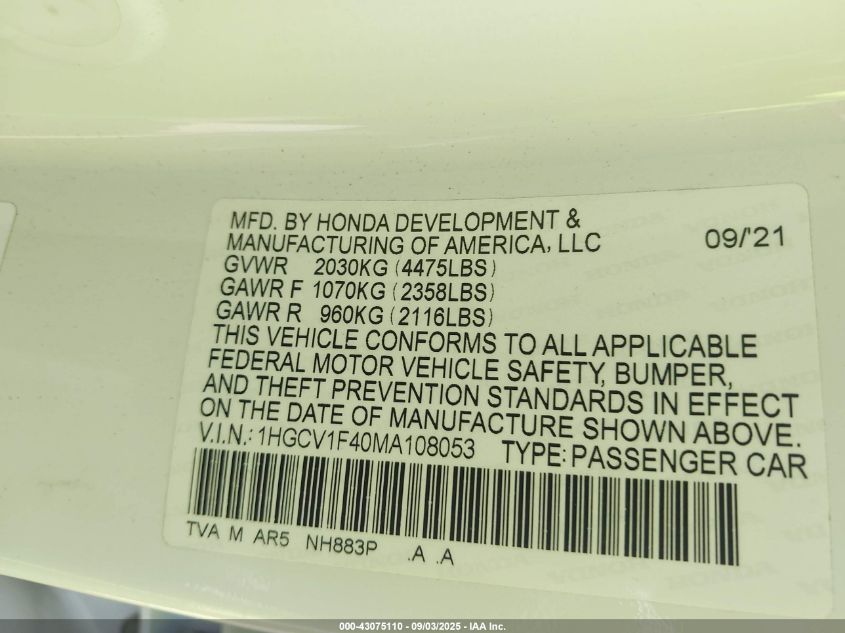 MFD. BY HONDA DEVELOPMENT &
MANUFACTURING OF AMERICA, LLC 09/'21
GVWR 2030KG (4475LBS)
GAWR F 1070KG (2358LBS)
GAWR R 960KG (2116LBS)
THIS VEHICLE CONFORMS TO ALL APPLICABLE
FEDERAL MOTOR VEHICLE SAFETY, BUMPER,
AND THEFT PREVENTION STANDARDS IN EFFECT
ON THE DATE OF MANUFACTURE SHOWN ABOVE.
V.I.N.: 1HGCV1F40MA108053 TYPE: PASSENGER CAR
TVA M AR5 NH883P .A .A
000-43075110 - 09/03/2025 - IAA Inc.